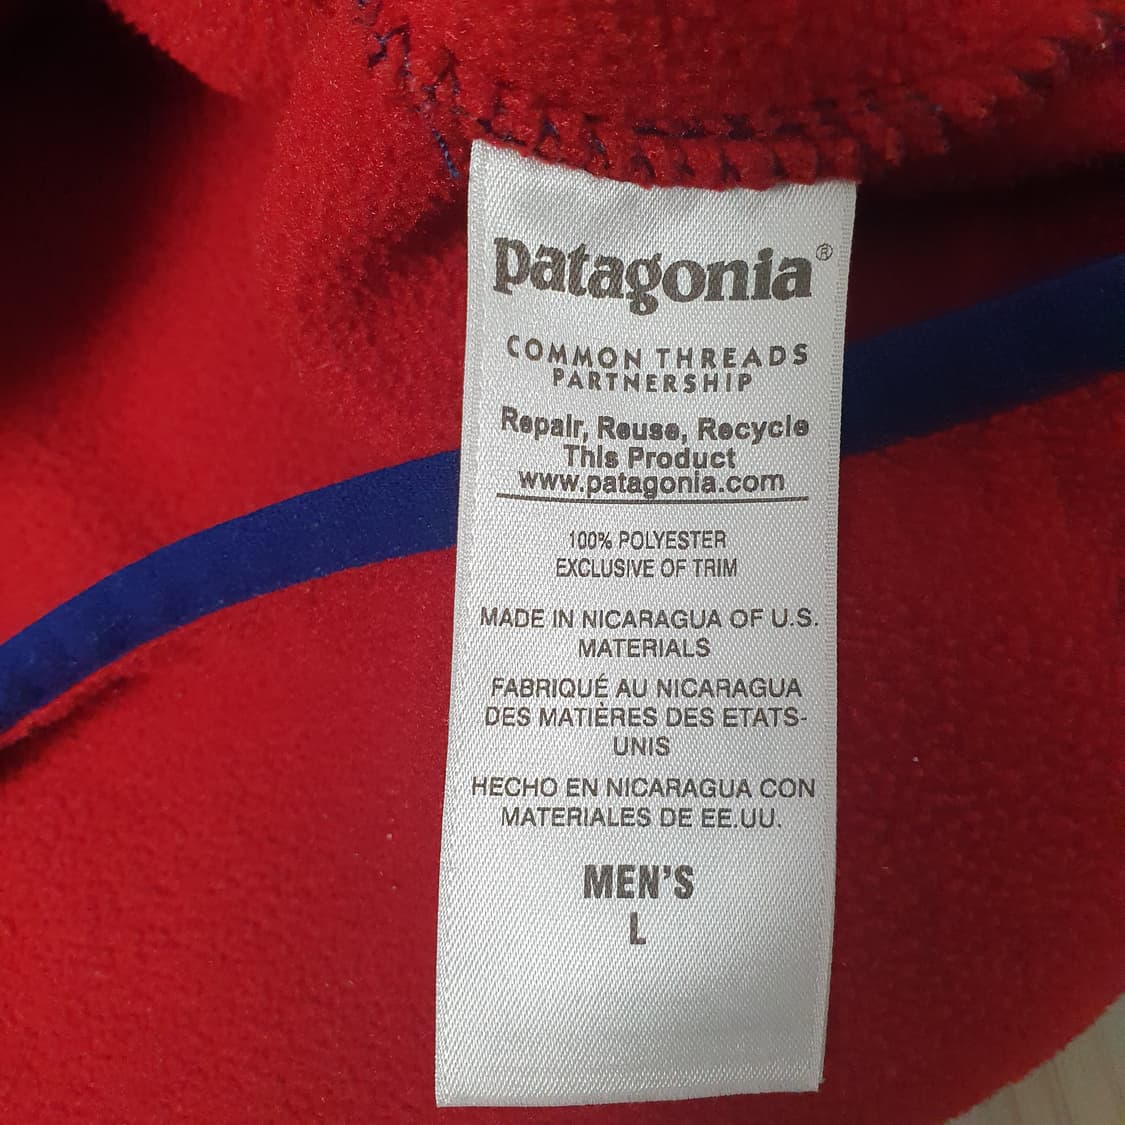 patagonia®
COMMON THREADS
PARTNERSHIP
Repair, Reuse, Recycle
This Product
www.patagonia.com
100% POLYESTER
EXCLUSIVE OF TRIM
MADE IN NICARAGUA OF U.S.
MATERIALS
FABRIQUÉ AU NICARAGUA
DES MATIÈRES DES ETATS-
UNIS
HECHO EN NICARAGUA CON
MATERIALES DE EE.UU.
MEN'S
L